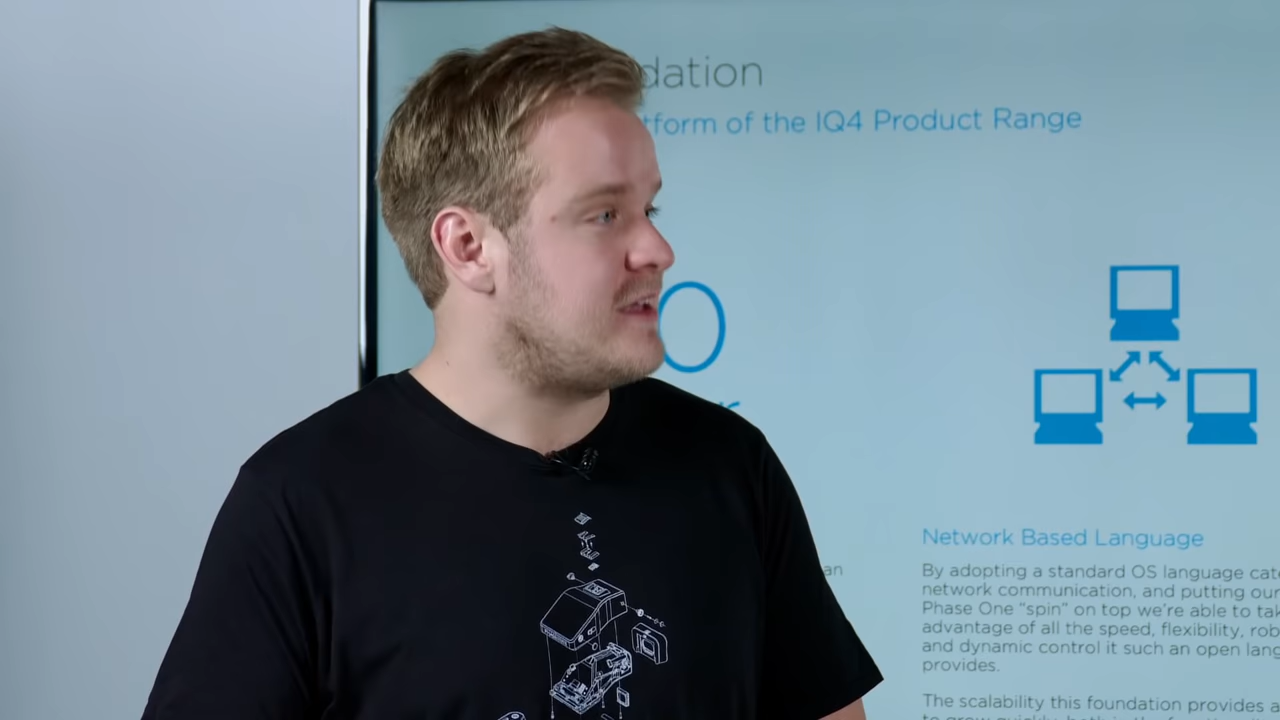 dation
tform of the IQ4 Product Range
Network Based Language
an
By adopting a standard OS language cat
network communication, and putting our
Phase One "spin" on top we're able to tak
advantage of all the speed, flexibility, rob
and dynamic control it such an open lang
provides.
The scalability this foundation provides a